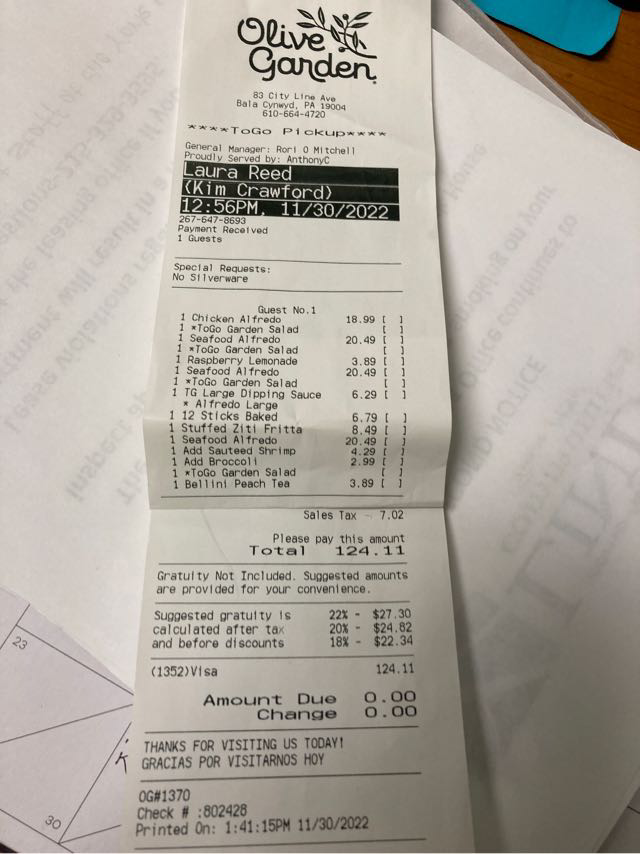 Olive
Garden
83 City Line Ave
Bala Cynwyd, PA 19004
610-664-4720
****ToGo Pickup****
General Manager: Rori O Mitchell
Proudly Served by: AnthonyC
Laura Reed
(Kim Crawford)
12:56PM, 11/30/2022
267-647-8693
Payment Received
1 Guests
Special Requests:
No Silverware
Guest No.1
1 Chicken Alfredo 18.99 [ ]
1 *ToGo Garden Salad [ ]
1 Seafood Alfredo 20.49 [ ]
1 *ToGo Garden Salad [ ]
1 Raspberry Lemonade 3.89 [ ]
1 Seafood Alfredo 20.49 [ ]
1 *ToGo Garden Salad [ ]
1 TG Large Dipping Sauce 6.29 [ ]
* Alfredo Large
1 12 Sticks Baked 6.79 [ ]
1 Stuffed Ziti Fritta 8.49 [ ]
1 Seafood Alfredo 20.49 [ ]
1 Add Sauteed Shrimp 4.29 [ ]
1 Add Broccoli 2.99 [ ]
1 *ToGo Garden Salad [ ]
1 Bellini Peach Tea 3.89 [ ]
Sales Tax 7.02
Please pay this amount
Total 124.11
Gratuity Not Included. Suggested amounts
are provided for your convenience.
Suggested gratuity is 22% - $27.30
calculated after tax 20% - $24.82
and before discounts 18% - $22.34
(1352)Visa 124.11
Amount Due 0.00
Change 0.00
THANKS FOR VISITING US TODAY!
GRACIAS POR VISITARNOS HOY
OG#1370
Check # :802428
Printed On: 1:41:15PM 11/30/2022
23
K
30